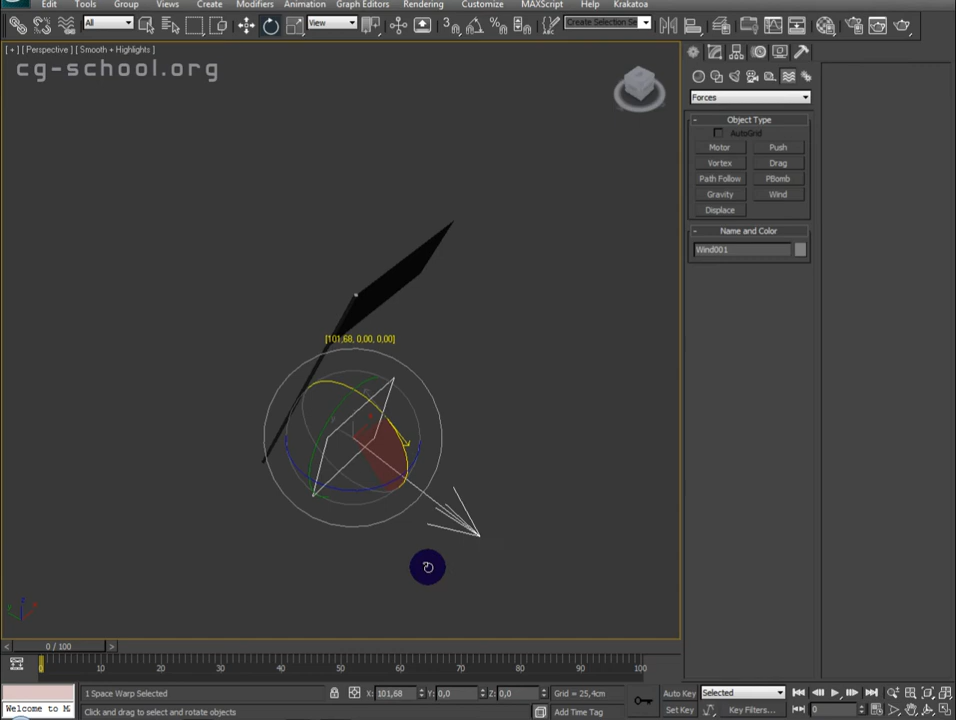 Edit Tools Group Views Create Modifiers Animation Graph Editors Rendering Customize MAXScript Help Krakatoa
All View Create Selection Se
[ + ] [ Perspective ] [ Smooth + Highlights ]
cg-school.org
Forces
- Object Type
AutoGrid
Motor Push
Vortex Drag
Path Follow PBomb
Gravity Wind
Displace
- Name and Color
Wind001
[101,68, 0,00, 0,00]
< 0 / 100 >
0 10 20 30 40 50 60 70 80 90 100
1 Space Warp Selected X: 101,68 Y: 0,0 Z: 0,0 Grid = 25,4cm Auto Key Selected
Welcome to M Click and drag to select and rotate objects Add Time Tag Set Key Key Filters... 0